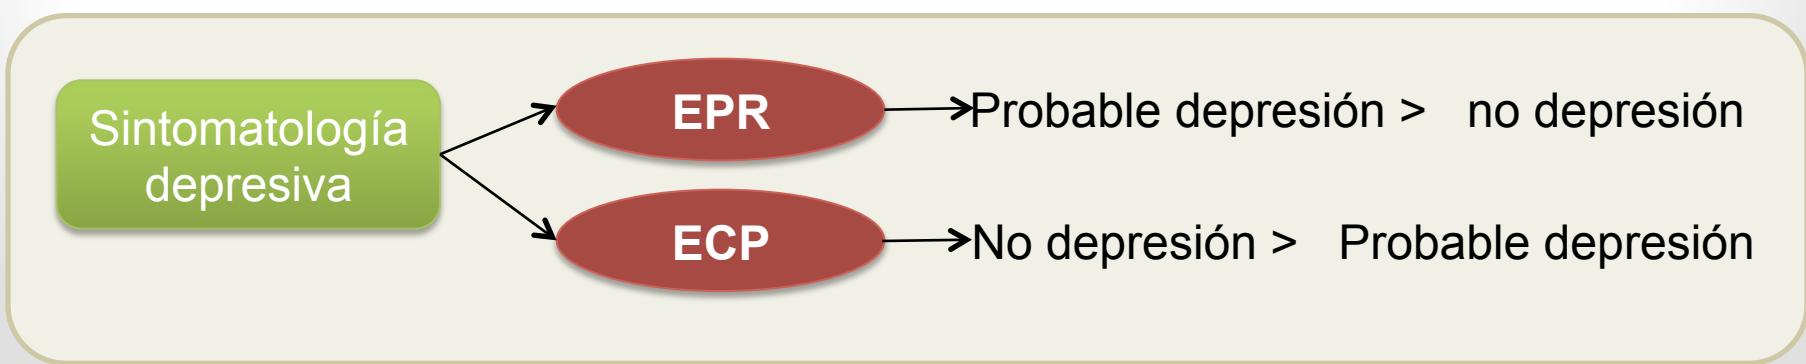 Sintomatología
depresiva
EPR
Probable depresión > no depresión
ECP
No depresión > Probable depresión